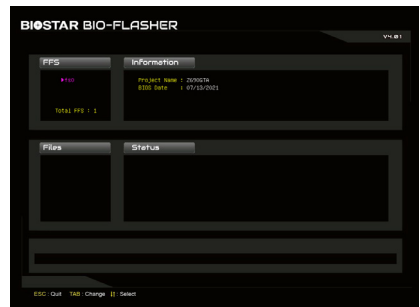 BIOSTAR BIO-FLASHER
V4.01
FFS
Information
Project Name : Z690GTA
BIOS Date : 07/13/2021
Total FFS : 1
Files
Status
ESC : Quit TAB : Change : Select